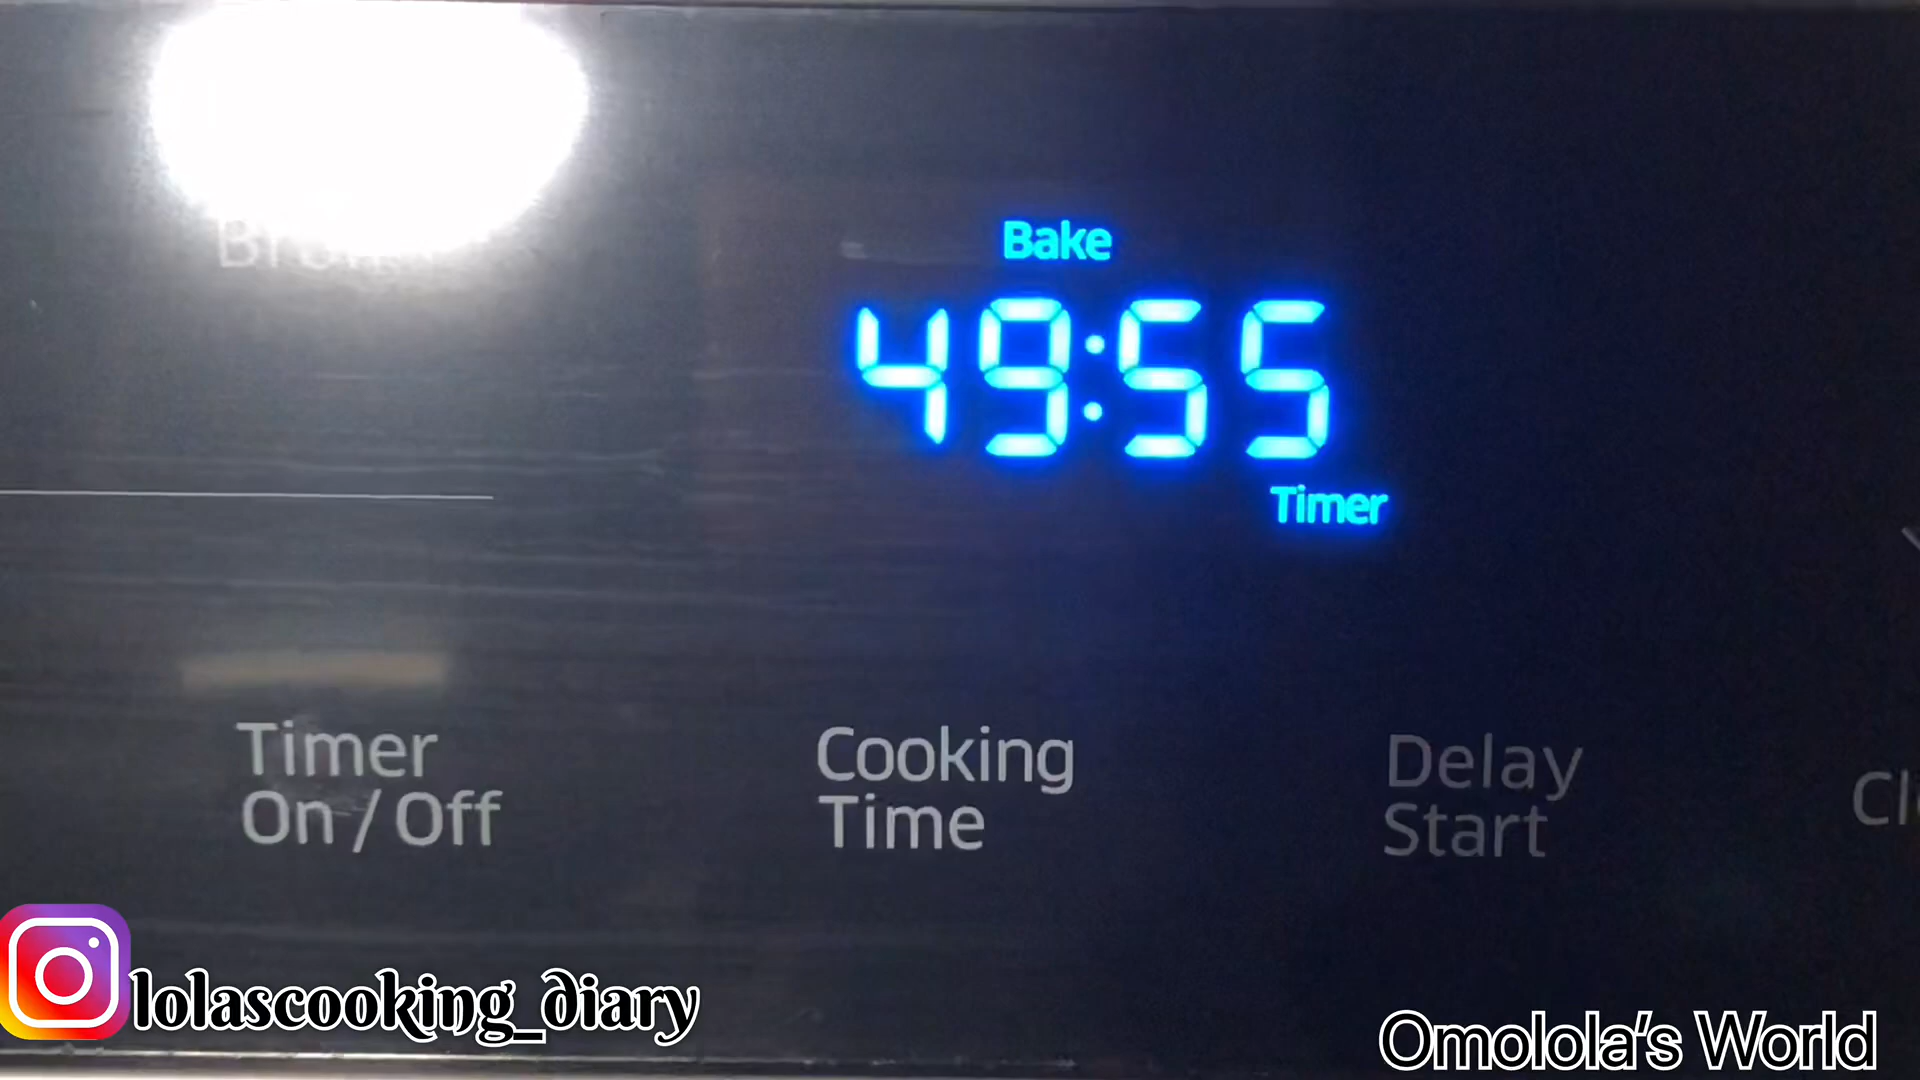 Bake
49:55
Timer
Timer
On / Off
Cooking
Time
Delay
Start
lolascooking_diary
Omolola's World